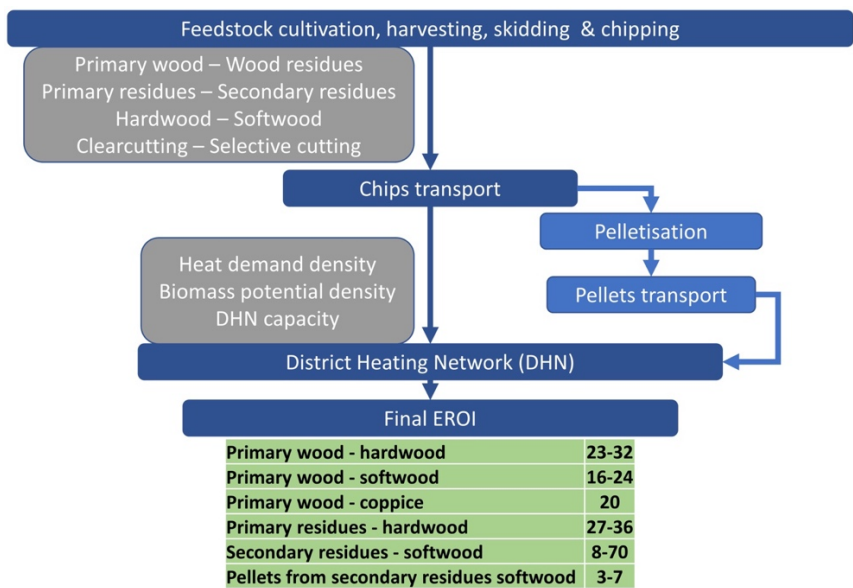 Feedstock cultivation, harvesting, skidding & chipping
Primary wood – Wood residues
Primary residues – Secondary residues
Hardwood – Softwood
Clearcutting – Selective cutting
Chips transport
Pelletisation
Pellets transport
Heat demand density
Biomass potential density
DHN capacity
District Heating Network (DHN)
Final EROI
Primary wood - hardwood 23-32
Primary wood - softwood 16-24
Primary wood - coppice 20
Primary residues - hardwood 27-36
Secondary residues - softwood 8-70
Pellets from secondary residues softwood 3-7